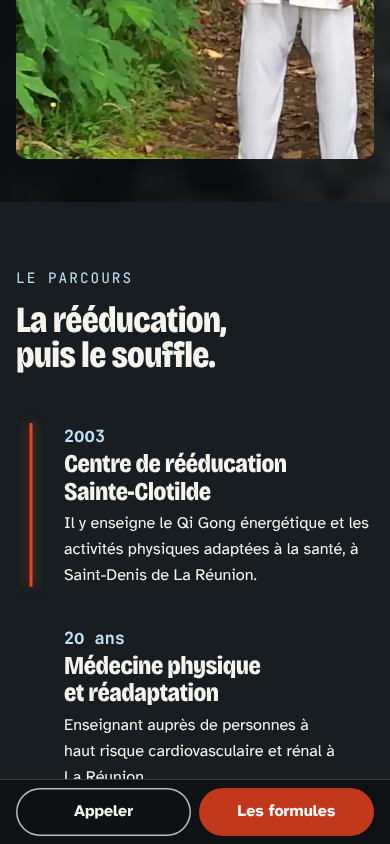 LE PARCOURS
La rééducation,
puis le souffle.
2003
Centre de rééducation
Sainte-Clotilde
Il y enseigne le Qi Gong énergétique et les
activités physiques adaptées à la santé, à
Saint-Denis de La Réunion.
20 ans
Médecine physique
et réadaptation
Enseignant auprès de personnes à
haut risque cardiovasculaire et rénal à
La Réunion
Appeler
Les formules